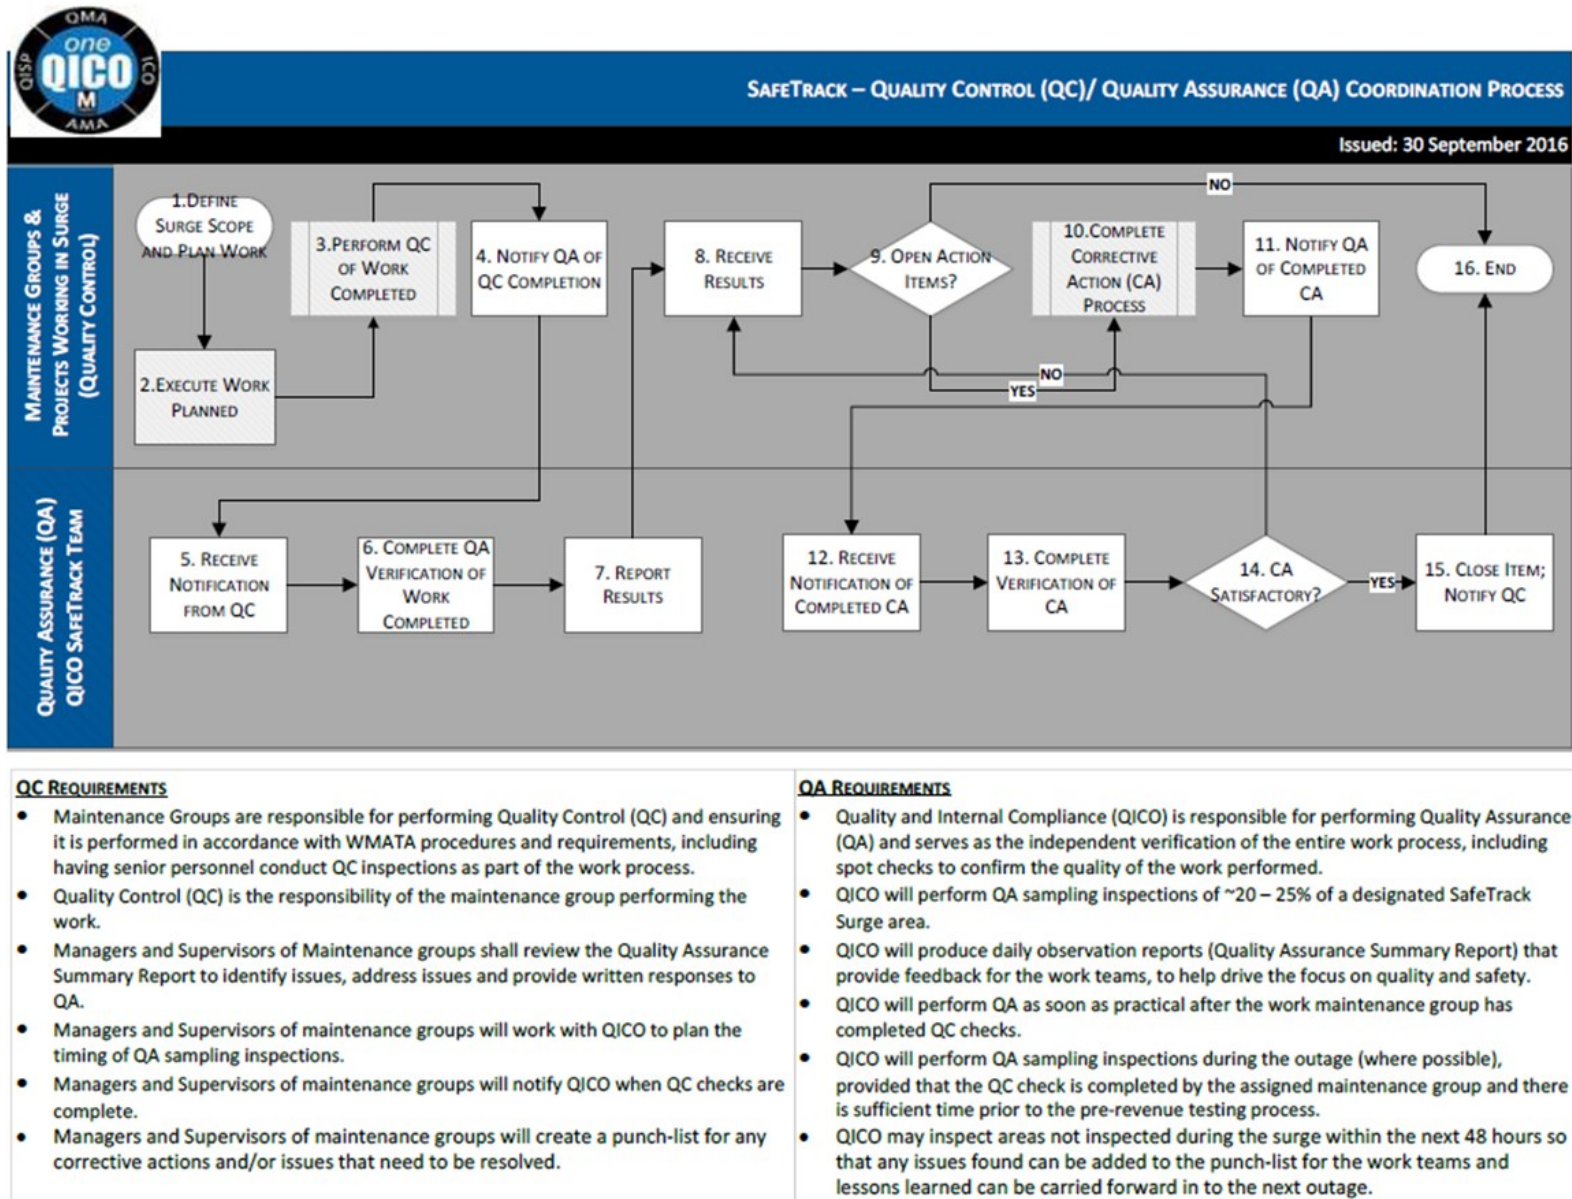 QMA
QISP
one
ICO
QICO
M
AMA
SAFETRACK – QUALITY CONTROL (QC)/ QUALITY ASSURANCE (QA) COORDINATION PROCESS
Issued: 30 September 2016
MAINTENANCE GROUPS &
PROJECTS WORKING IN SURGE
(QUALITY CONTROL)
1.DEFINE
SURGE SCOPE
AND PLAN WORK
2.EXECUTE WORK
PLANNED
3.PERFORM QC
OF WORK
COMPLETED
4. NOTIFY QA OF
QC COMPLETION
8. RECEIVE
RESULTS
9. OPEN ACTION
ITEMS?
NO
YES
10.COMPLETE
CORRECTIVE
ACTION (CA)
PROCESS
11. NOTIFY QA
OF COMPLETED
CA
16. END
NO
QUALITY ASSURANCE (QA)
QICO SAFETRACK TEAM
5. RECEIVE
NOTIFICATION
FROM QC
6. COMPLETE QA
VERIFICATION OF
WORK
COMPLETED
7. REPORT
RESULTS
12. RECEIVE
NOTIFICATION OF
COMPLETED CA
13. COMPLETE
VERIFICATION OF
CA
14. CA
SATISFACTORY?
YES
15. CLOSE ITEM;
NOTIFY QC
QC REQUIREMENTS
• Maintenance Groups are responsible for performing Quality Control (QC) and ensuring
it is performed in accordance with WMATA procedures and requirements, including
having senior personnel conduct QC inspections as part of the work process.
• Quality Control (QC) is the responsibility of the maintenance group performing the
work.
• Managers and Supervisors of Maintenance groups shall review the Quality Assurance
Summary Report to identify issues, address issues and provide written responses to
QA.
• Managers and Supervisors of maintenance groups will work with QICO to plan the
timing of QA sampling inspections.
• Managers and Supervisors of maintenance groups will notify QICO when QC checks are
complete.
• Managers and Supervisors of maintenance groups will create a punch-list for any
corrective actions and/or issues that need to be resolved.
QA REQUIREMENTS
• Quality and Internal Compliance (QICO) is responsible for performing Quality Assurance
(QA) and serves as the independent verification of the entire work process, including
spot checks to confirm the quality of the work performed.
• QICO will perform QA sampling inspections of ~20 – 25% of a designated SafeTrack
Surge area.
• QICO will produce daily observation reports (Quality Assurance Summary Report) that
provide feedback for the work teams, to help drive the focus on quality and safety.
• QICO will perform QA as soon as practical after the work maintenance group has
completed QC checks.
• QICO will perform QA sampling inspections during the outage (where possible),
provided that the QC check is completed by the assigned maintenance group and there
is sufficient time prior to the pre-revenue testing process.
• QICO may inspect areas not inspected during the surge within the next 48 hours so
that any issues found can be added to the punch-list for the work teams and
lessons learned can be carried forward in to the next outage.